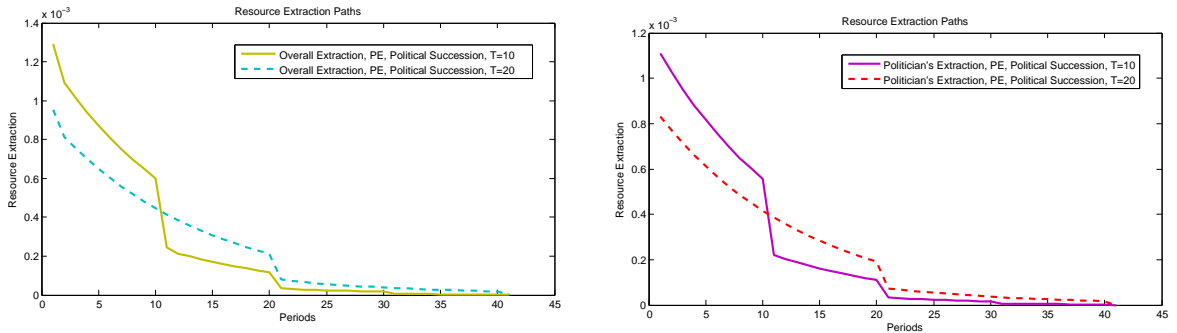 Resource Extraction Paths
x 10⁻³
1.4
1.2
1
0.8
0.6
0.4
0.2
0
Resource Extraction
Overall Extraction, PE, Political Succession, T=10
Overall Extraction, PE, Political Succession, T=20
0 5 10 15 20 25 30 35 40 45
Periods
Resource Extraction Paths
x 10⁻³
1.2
1
0.8
0.6
0.4
0.2
0
Resource Extraction
Politician's Extraction, PE, Political Succession, T=10
Politician's Extraction, PE, Political Succession, T=20
0 5 10 15 20 25 30 35 40 45
Periods